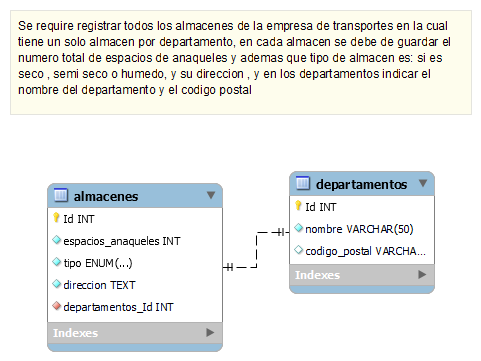 Se require registrar todos los almacenes de la empresa de transportes en la cual
tiene un solo almacen por departamento, en cada almacen se debe de guardar el
numero total de espacios de anaqueles y ademas que tipo de almacen es: si es
seco , semi seco o humedo, y su direccion , y en los departamentos indicar el
nombre del departamento y el codigo postal
almacenes
Id INT
espacios_anaqueles INT
tipo ENUM(...)
direccion TEXT
departamentos_Id INT
Indexes
departamentos
Id INT
nombre VARCHAR(50)
codigo_postal VARCHA...
Indexes